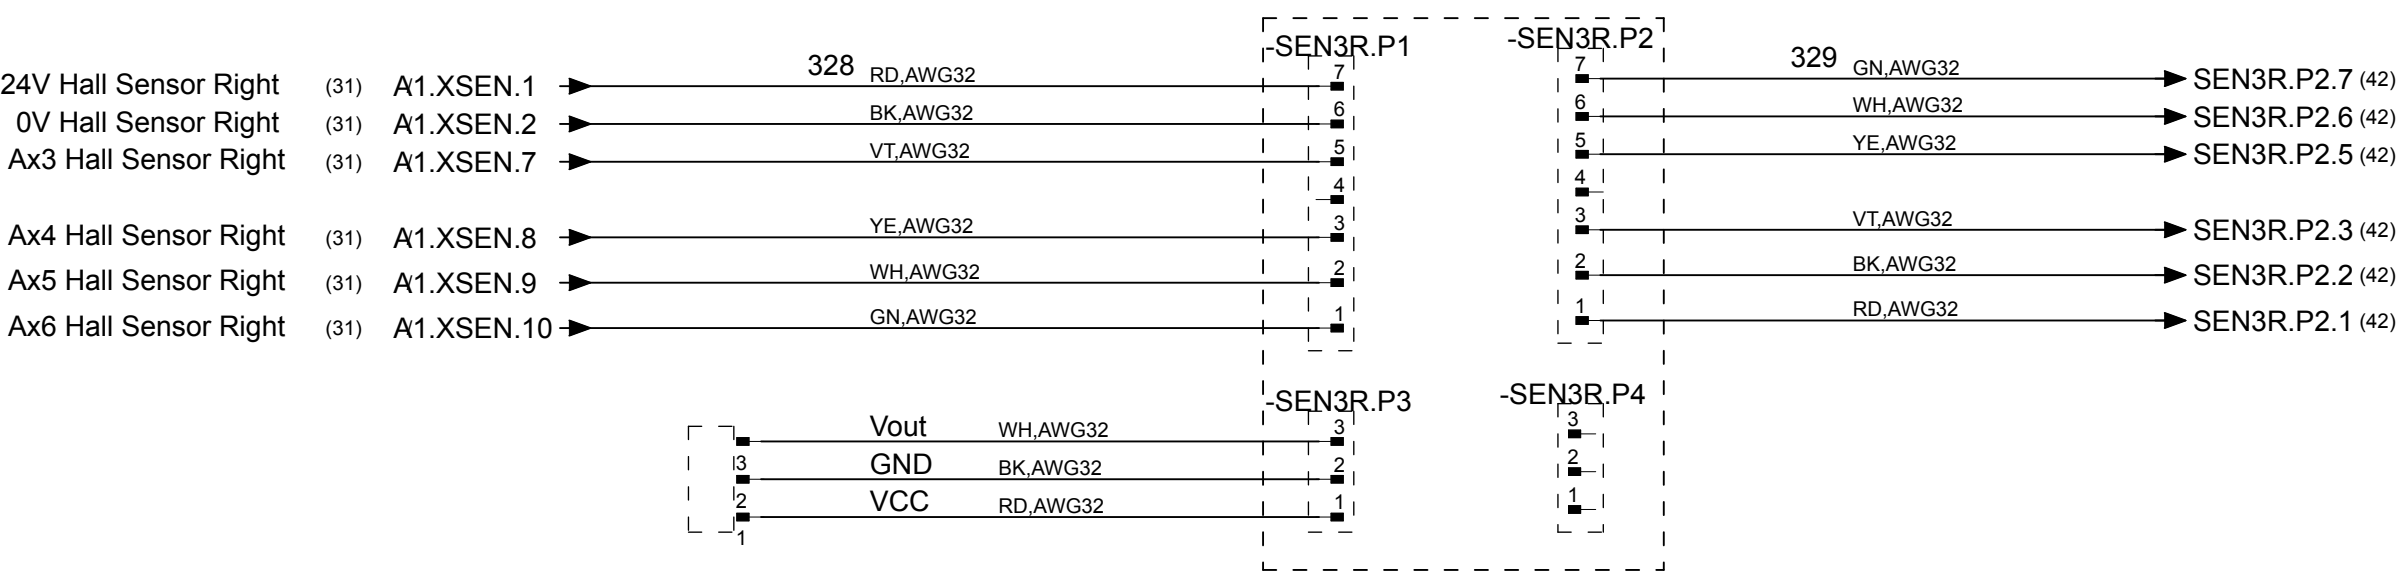 -SEN3R.P1 -SEN3R.P2
24V Hall Sensor Right (31) A1.XSEN.1 328 RD,AWG32 7 7 329 GN,AWG32 SEN3R.P2.7 (42)
0V Hall Sensor Right (31) A1.XSEN.2 BK,AWG32 6 6 WH,AWG32 SEN3R.P2.6 (42)
Ax3 Hall Sensor Right (31) A1.XSEN.7 VT,AWG32 5 5 YE,AWG32 SEN3R.P2.5 (42)
4 4
Ax4 Hall Sensor Right (31) A1.XSEN.8 YE,AWG32 3 3 VT,AWG32 SEN3R.P2.3 (42)
Ax5 Hall Sensor Right (31) A1.XSEN.9 WH,AWG32 2 2 BK,AWG32 SEN3R.P2.2 (42)
Ax6 Hall Sensor Right (31) A1.XSEN.10 GN,AWG32 1 1 RD,AWG32 SEN3R.P2.1 (42)
-SEN3R.P3 -SEN3R.P4
Vout WH,AWG32 3 3
3 GND BK,AWG32 2 2
2 VCC RD,AWG32 1 1
1